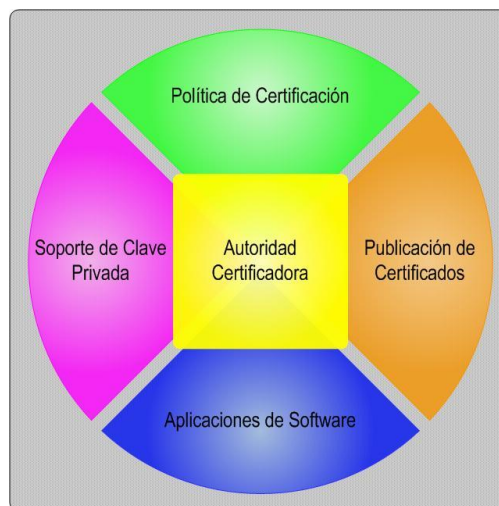 Política de Certificación
Soporte de Clave
Privada
Autoridad
Certificadora
Publicación de
Certificados
Aplicaciones de Software